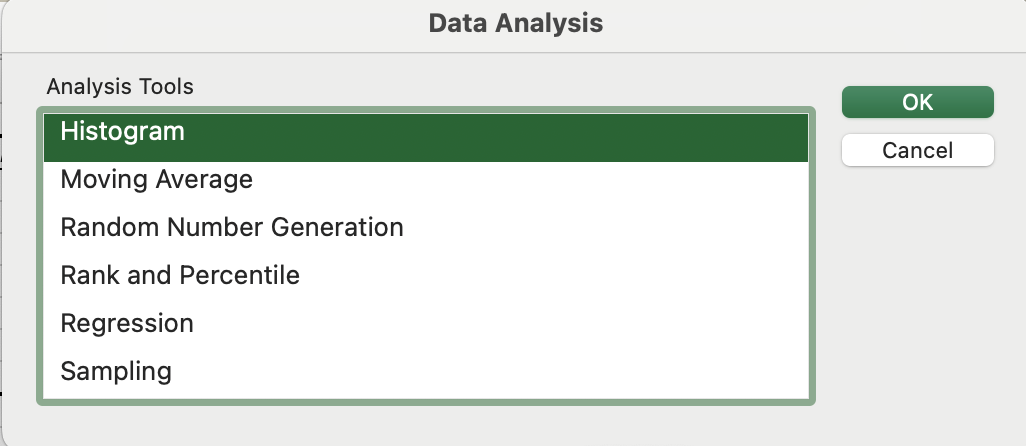 Data Analysis
Analysis Tools
Histogram
Moving Average
Random Number Generation
Rank and Percentile
Regression
Sampling
OK
Cancel